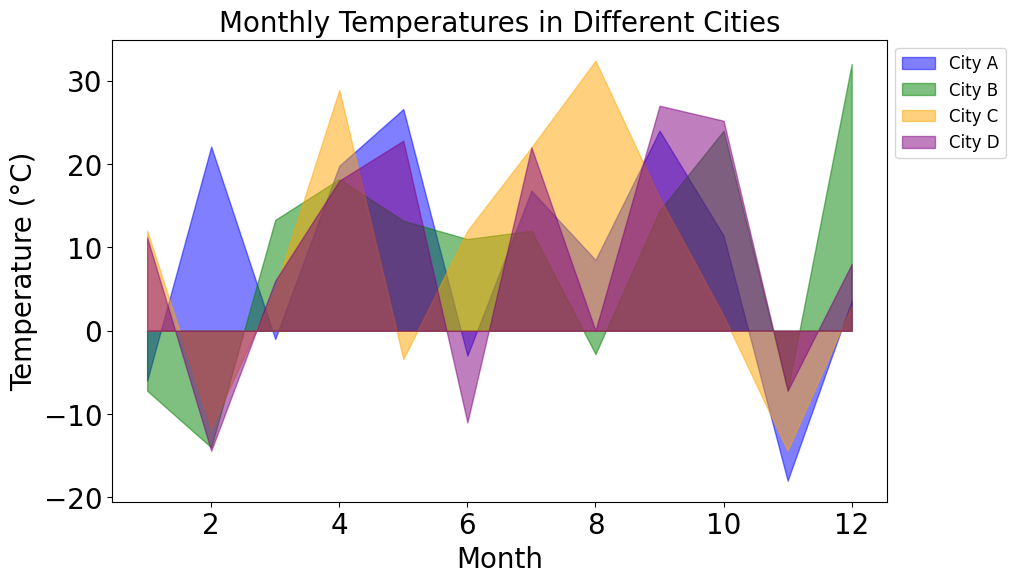 Monthly Temperatures in Different Cities
Temperature (°C)
30
20
10
0
−10
−20
2 4 6 8 10 12
Month
City A
City B
City C
City D